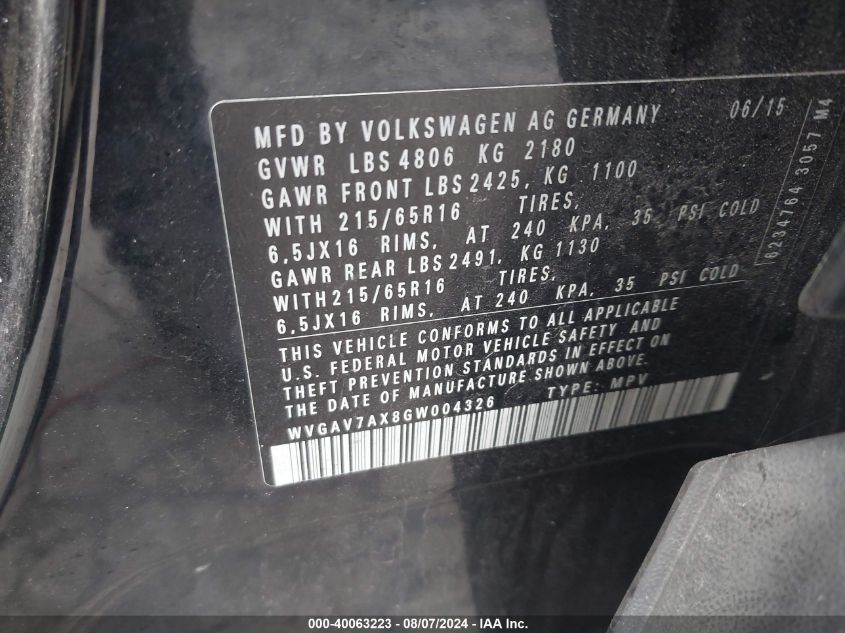 MFD BY VOLKSWAGEN AG GERMANY 06/15
GVWR LBS 4806 KG 2180
GAWR FRONT LBS 2425, KG 1100
WITH 215/65R16 TIRES,
6,5JX16 RIMS, AT 240 KPA, 35 PSI COLD
GAWR REAR LBS 2491, KG 1130
WITH 215/65R16 TIRES,
6,5JX16 RIMS, AT 240 KPA, 35 PSI COLD
THIS VEHICLE CONFORMS TO ALL APPLICABLE
U.S. FEDERAL MOTOR VEHICLE SAFETY AND
THEFT PREVENTION STANDARDS IN EFFECT ON
THE DATE OF MANUFACTURE SHOWN ABOVE.
WVGAV7AX8GW004326 TYPE: MPV
6234764 3057 M4
000-40063223 - 08/07/2024 - IAA Inc.